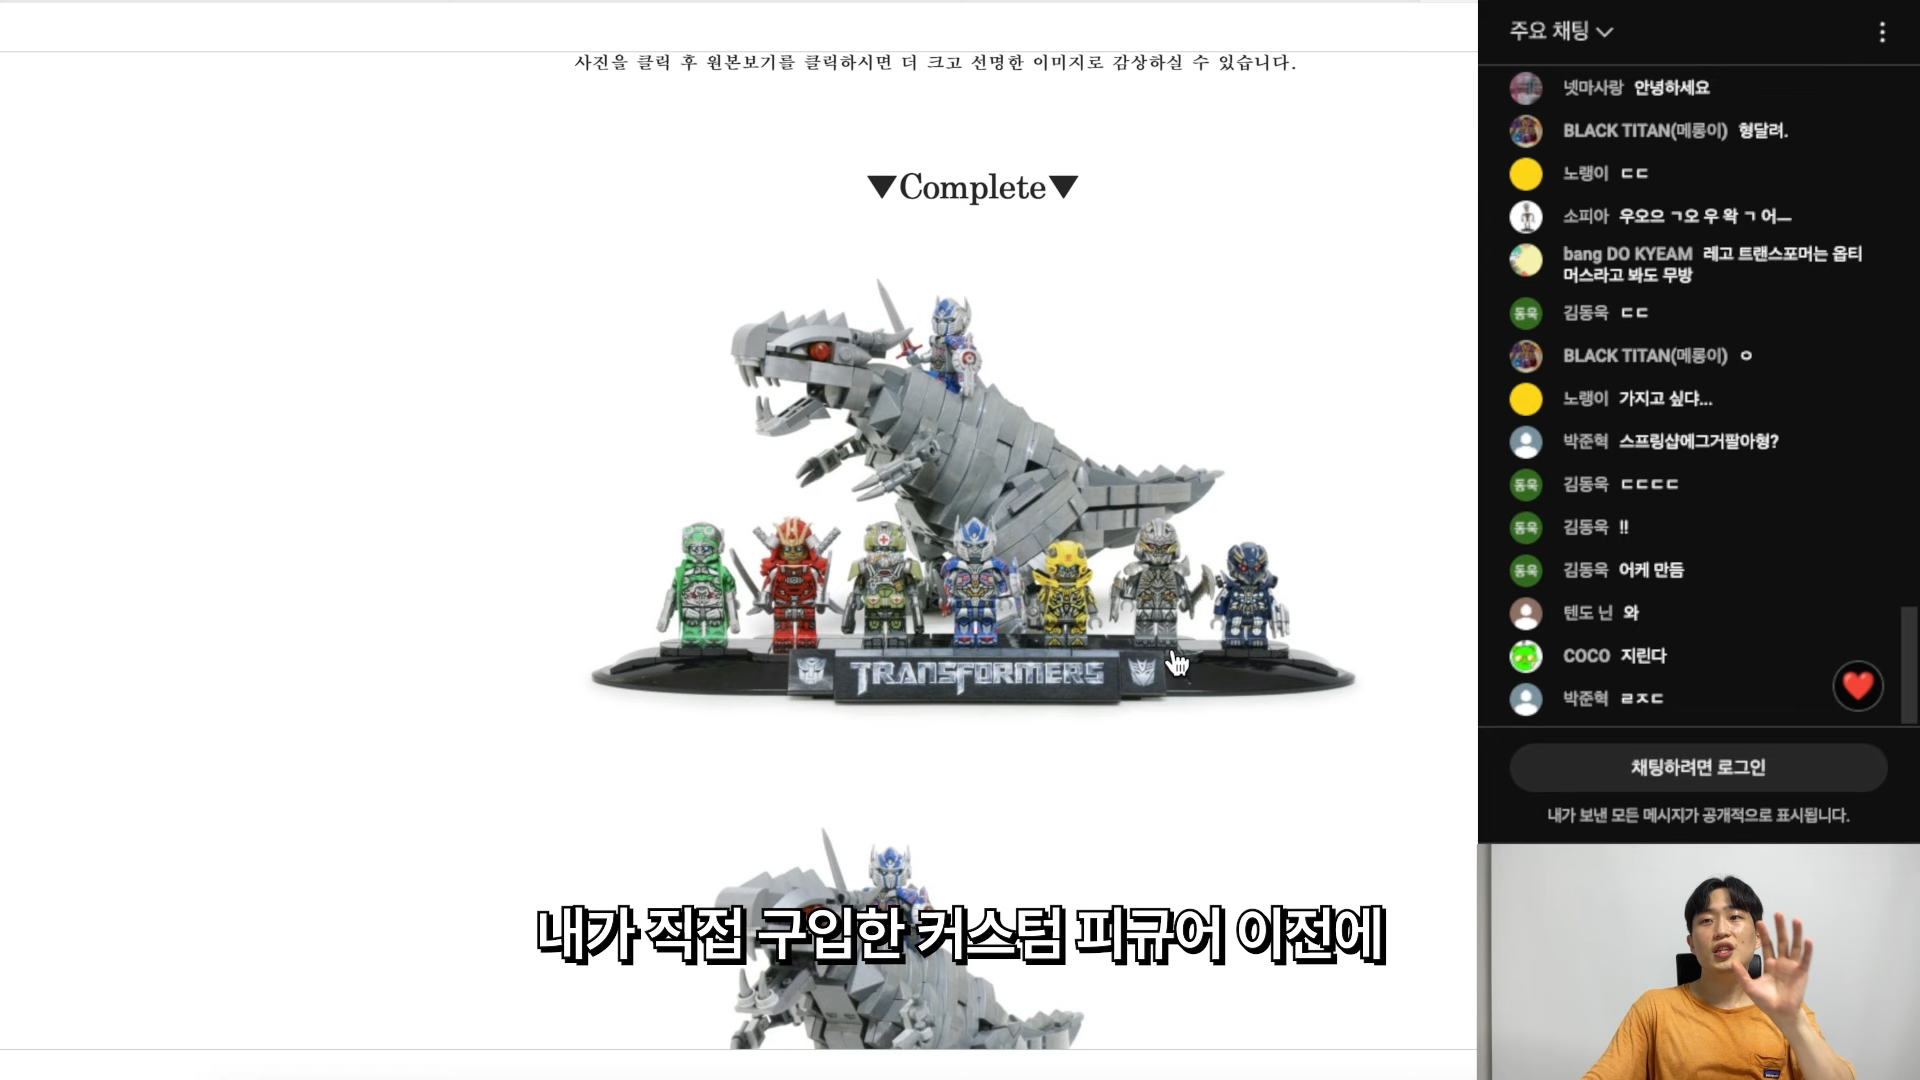 사진을 클릭 후 원본보기를 클릭하시면 더 크고 선명한 이미지로 감상하실 수 있습니다.
▼Complete▼
TRANSFORMERS
내가 직접 구입한 커스텀 피규어 이전에
주요 채팅
넷마사랑 안녕하세요
BLACK TITAN(메롱이) 형달려.
노랭이 ㄷㄷ
소피아 우오으 ㄱ오 우 왁 ㄱ 어ㅡ
bang DO KYEAM 레고 트랜스포머는 옵티
머스라고 봐도 무방
동욱 김동욱 ㄷㄷ
BLACK TITAN(메롱이) ㅇ
노랭이 가지고 싶댜...
박준혁 스프링샵에그거팔아형?
동욱 김동욱 ㄷㄷㄷㄷ
동욱 김동욱 !!
동욱 김동욱 어케 만듬
텐도 닌 와
COCO 지린다
박준혁 ㄹㅈㄷ
채팅하려면 로그인
내가 보낸 모든 메시지가 공개적으로 표시됩니다.